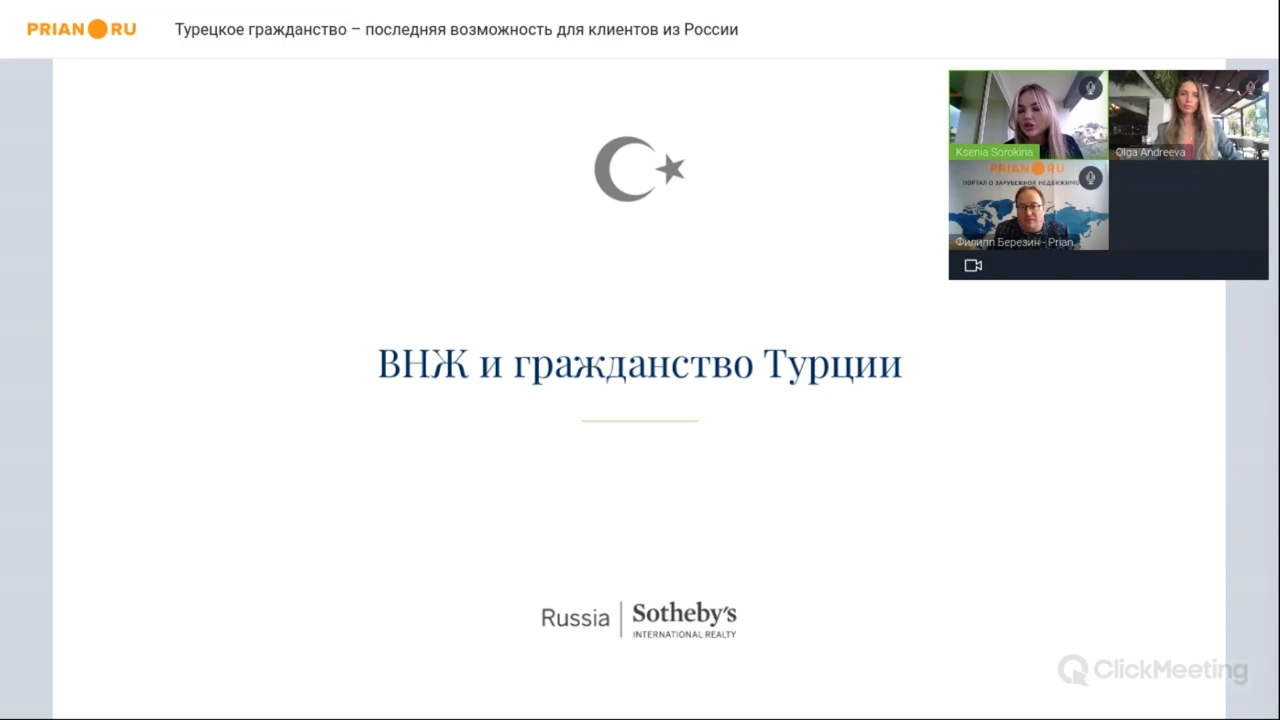 PRIAN RU
Турецкое гражданство – последняя возможность для клиентов из России
Ksenia Sorokina
Olga Andreeva
PRIAN RU
ПОРТАЛ О ЗАРУБЕЖНОЙ НЕДВИЖИМО
Филипп Березин - Prian
ВНЖ и гражданство Турции
Russia
Sotheby's
INTERNATIONAL REALTY
ClickMeeting